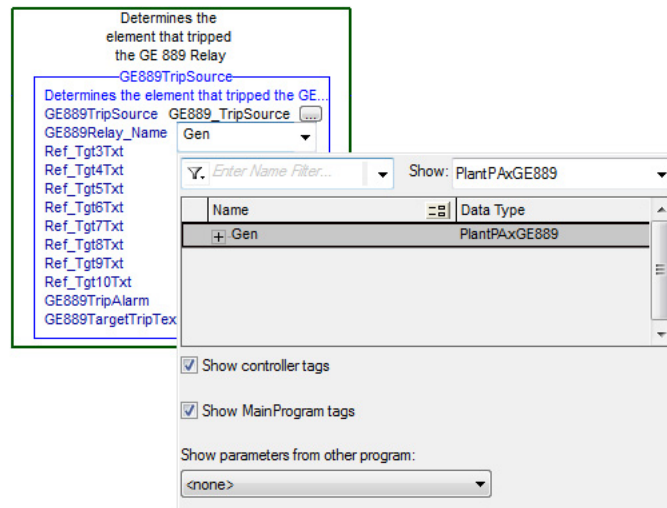 Determines the
element that tripped
the GE 889 Relay
GE889TripSource
Determines the element that tripped the GE...
GE889TripSource GE889_TripSource ...
GE889Relay_Name Gen
Ref_Tgt3Txt
Ref_Tgt4Txt
Ref_Tgt5Txt
Ref_Tgt6Txt
Ref_Tgt7Txt
Ref_Tgt8Txt
Ref_Tgt9Txt
Ref_Tgt10Txt
GE889TripAlarm
GE889TargetTripTex
Enter Name Filter... Show: PlantPAxGE889
Name Data Type
Gen PlantPAxGE889
Show controller tags
Show MainProgram tags
Show parameters from other program:
<none>